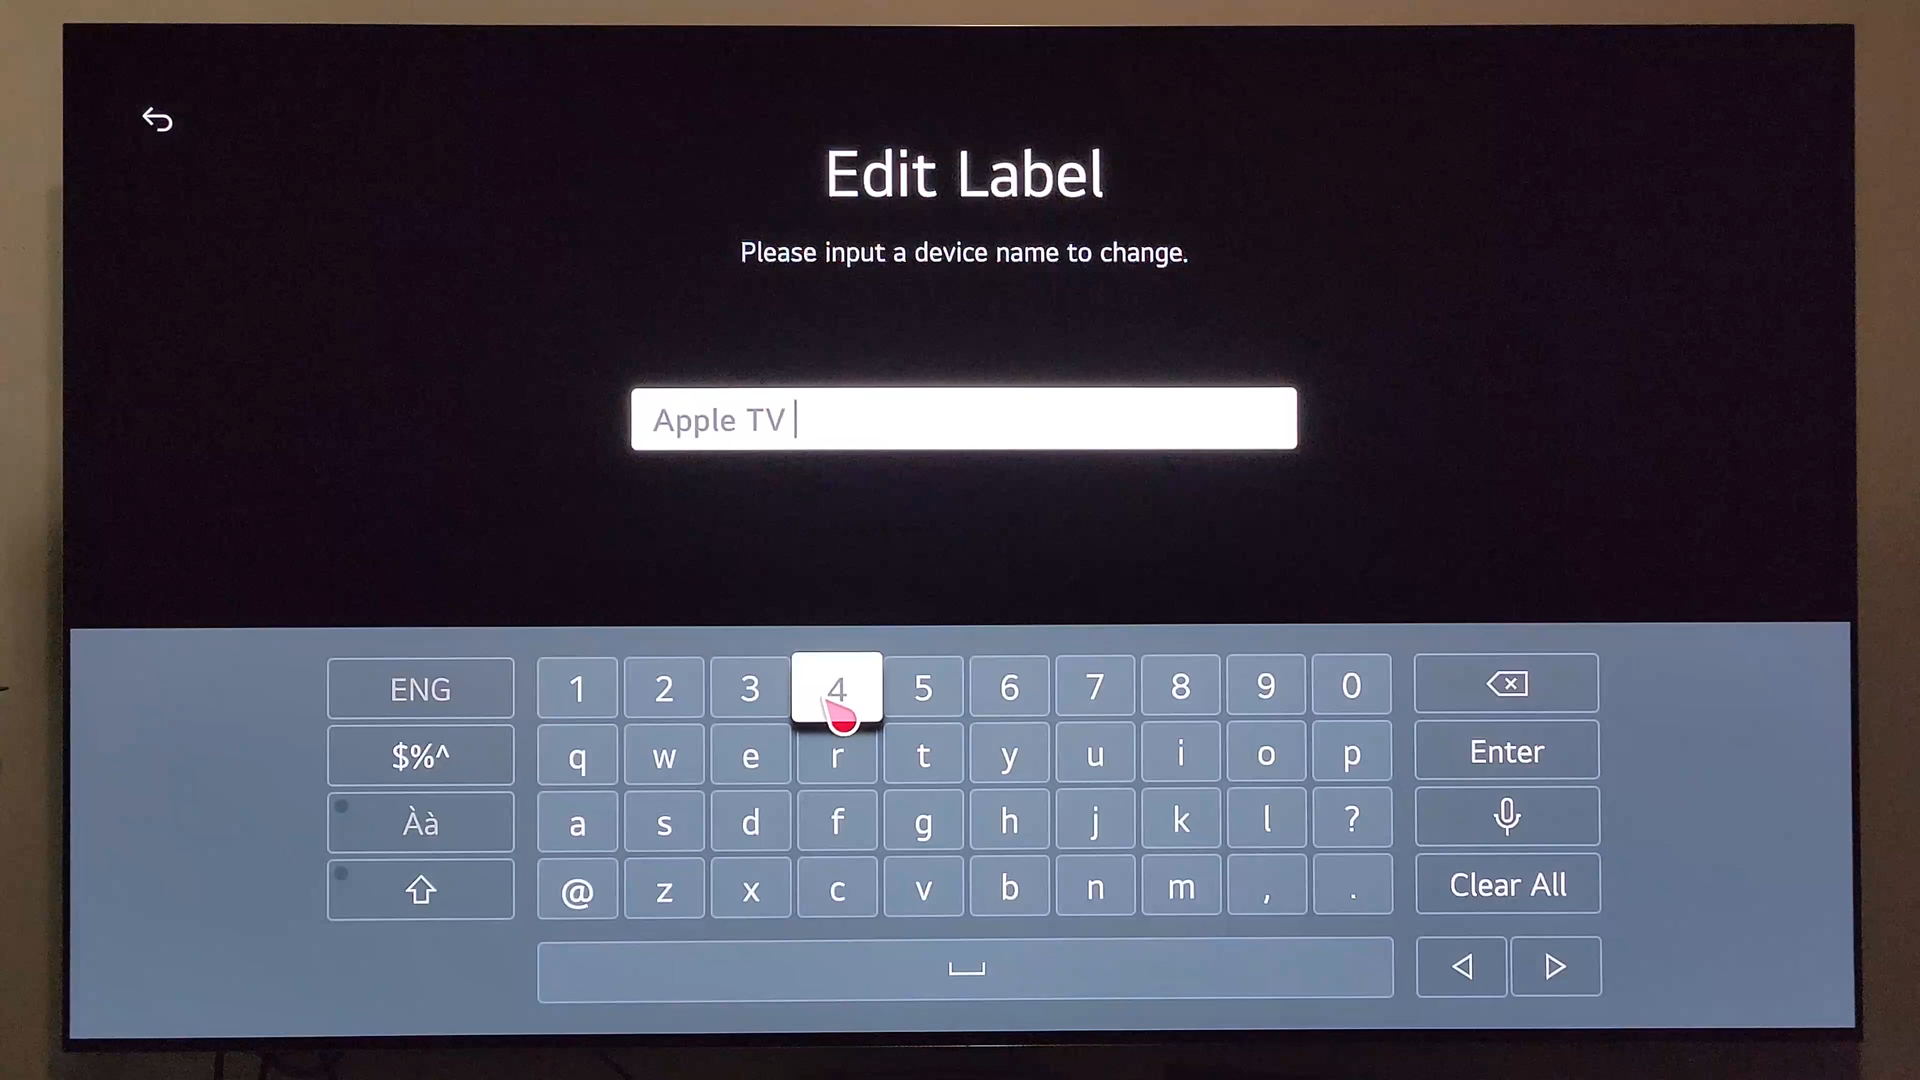 Edit Label
Please input a device name to change.
Apple TV
ENG 1 2 3 4 5 6 7 8 9 0
$%^ q w e r t y u i o p Enter
Àà a s d f g h j k l ?
@ z x c v b n m , . Clear All